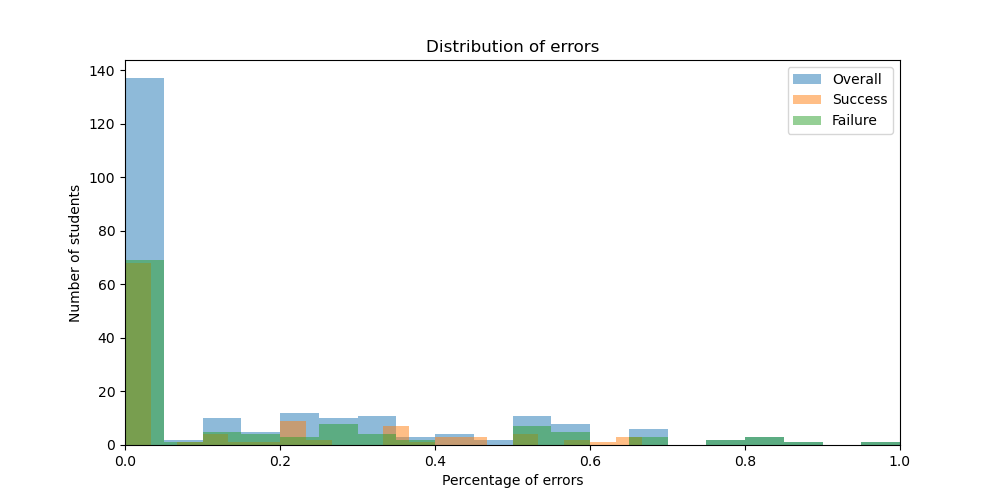 Distribution of errors
Overall
Success
Failure
Number of students
140
120
100
80
60
40
20
0
0.0 0.2 0.4 0.6 0.8 1.0
Percentage of errors